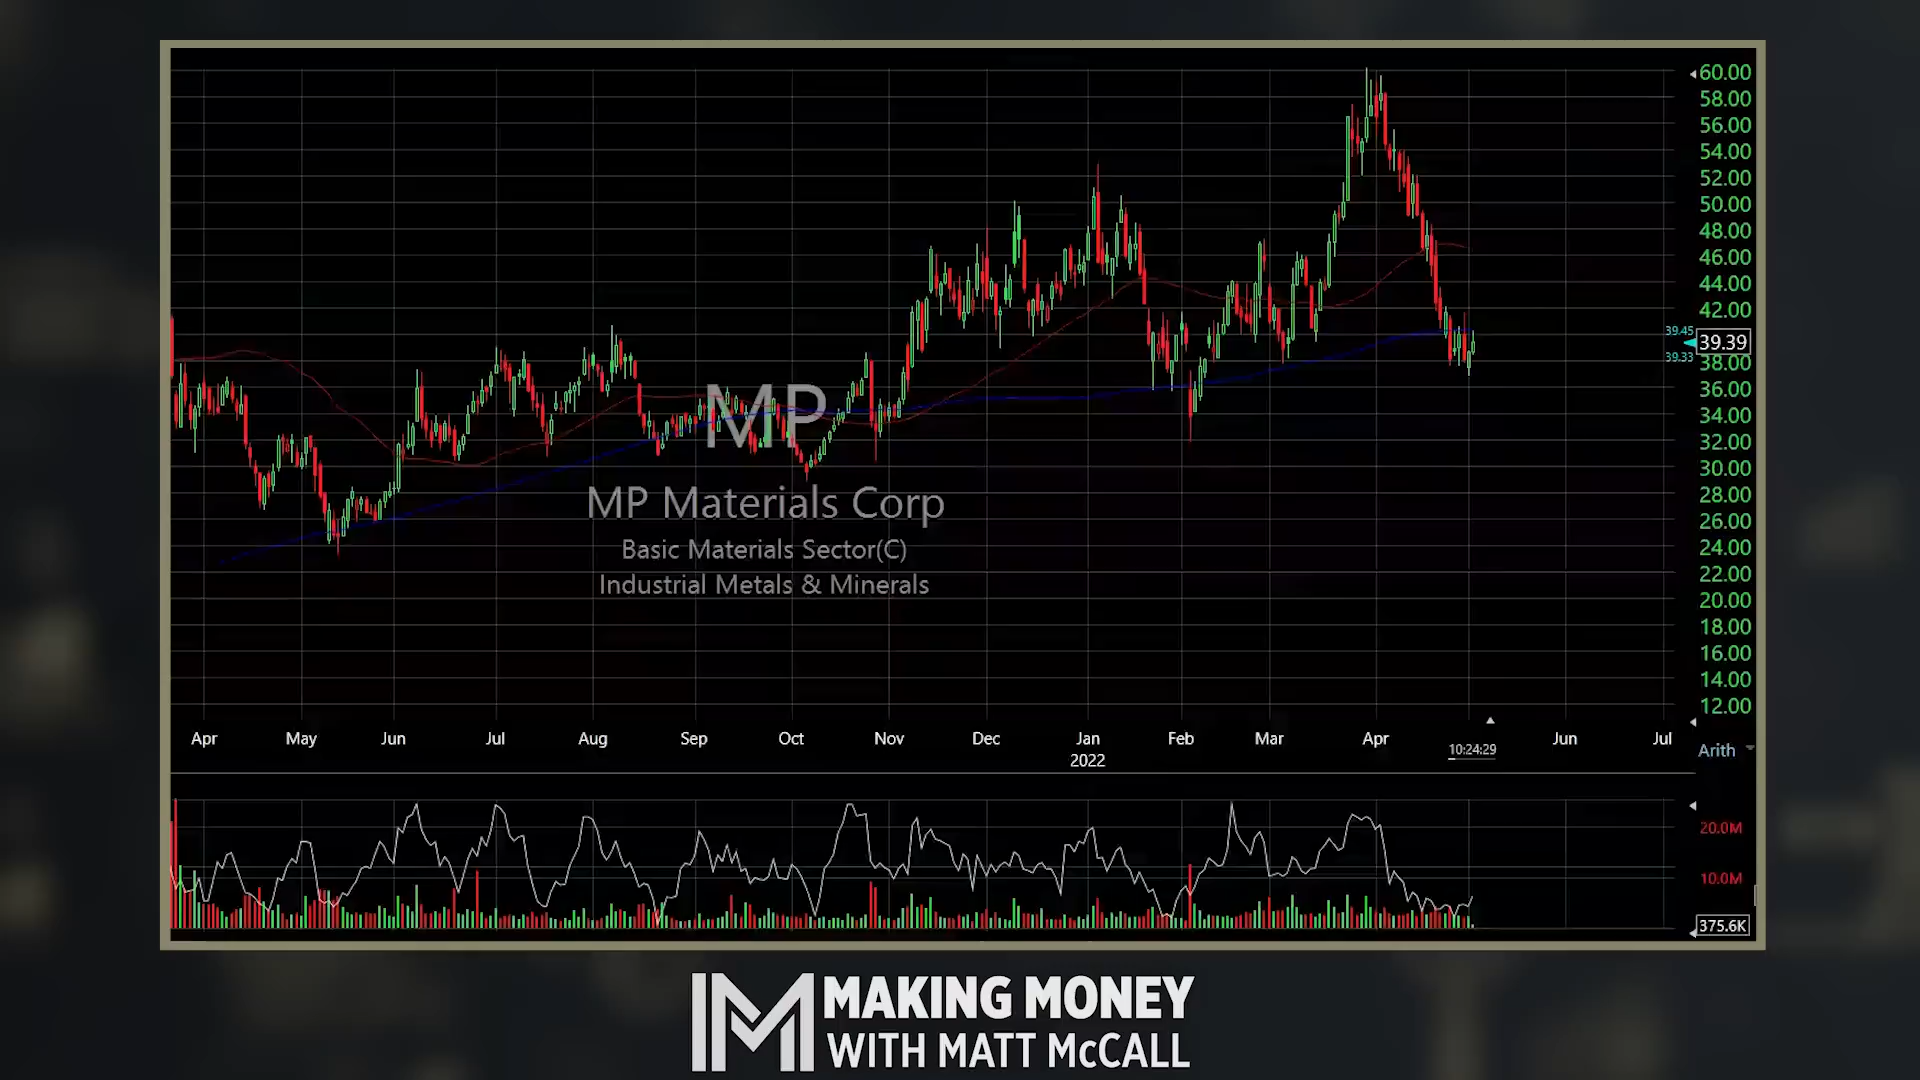 60.00
58.00
56.00
54.00
52.00
50.00
48.00
46.00
44.00
42.00
39.45
39.39
39.33
38.00
36.00
34.00
32.00
30.00
28.00
26.00
24.00
22.00
20.00
18.00
16.00
14.00
12.00
MP
MP Materials Corp
Basic Materials Sector(C)
Industrial Metals & Minerals
Apr May Jun Jul Aug Sep Oct Nov Dec Jan Feb Mar Apr Jun Jul
2022
10:24:29
Arith
20.0M
10.0M
375.6K
MAKING MONEY
WITH MATT McCALL